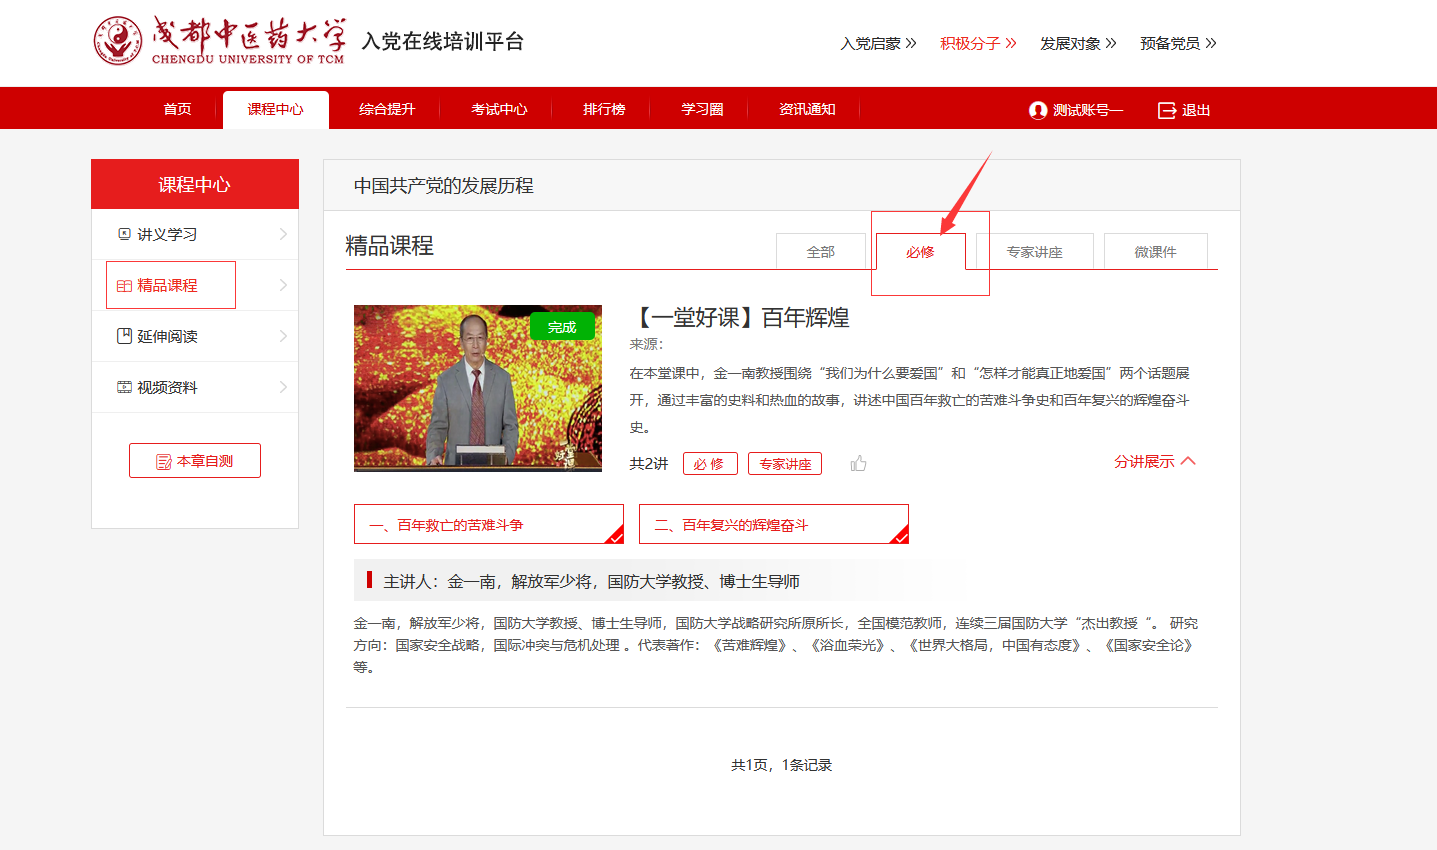 成都中医药大学
CHENGDU UNIVERSITY OF TCM
入党在线培训平台
入党启蒙 积极分子 发展对象 预备党员
首页 课程中心 综合提升 考试中心 排行榜 学习圈 资讯通知 测试账号一 退出
课程中心
讲义学习
精品课程
延伸阅读
视频资料
本章自测
中国共产党的发展历程
精品课程
全部 必修 专家讲座 微课件
完成
【一堂好课】百年辉煌
来源：
在本堂课中，金一南教授围绕“我们为什么要爱国”和“怎样才能真正地爱国”两个话题展
开，通过丰富的史料和热血的故事，讲述中国百年救亡的苦难斗争史和百年复兴的辉煌奋斗
史。
共2讲 必 修 专家讲座 分讲展示
一、百年救亡的苦难斗争 二、百年复兴的辉煌奋斗
主讲人：金一南，解放军少将，国防大学教授、博士生导师
金一南，解放军少将，国防大学教授、博士生导师，国防大学战略研究所原所长，全国模范教师，连续三届国防大学“杰出教授 “。 研究
方向：国家安全战略，国际冲突与危机处理 。代表著作：《苦难辉煌》、《浴血荣光》、《世界大格局，中国有态度》、《国家安全论》
等。
共1页，1条记录